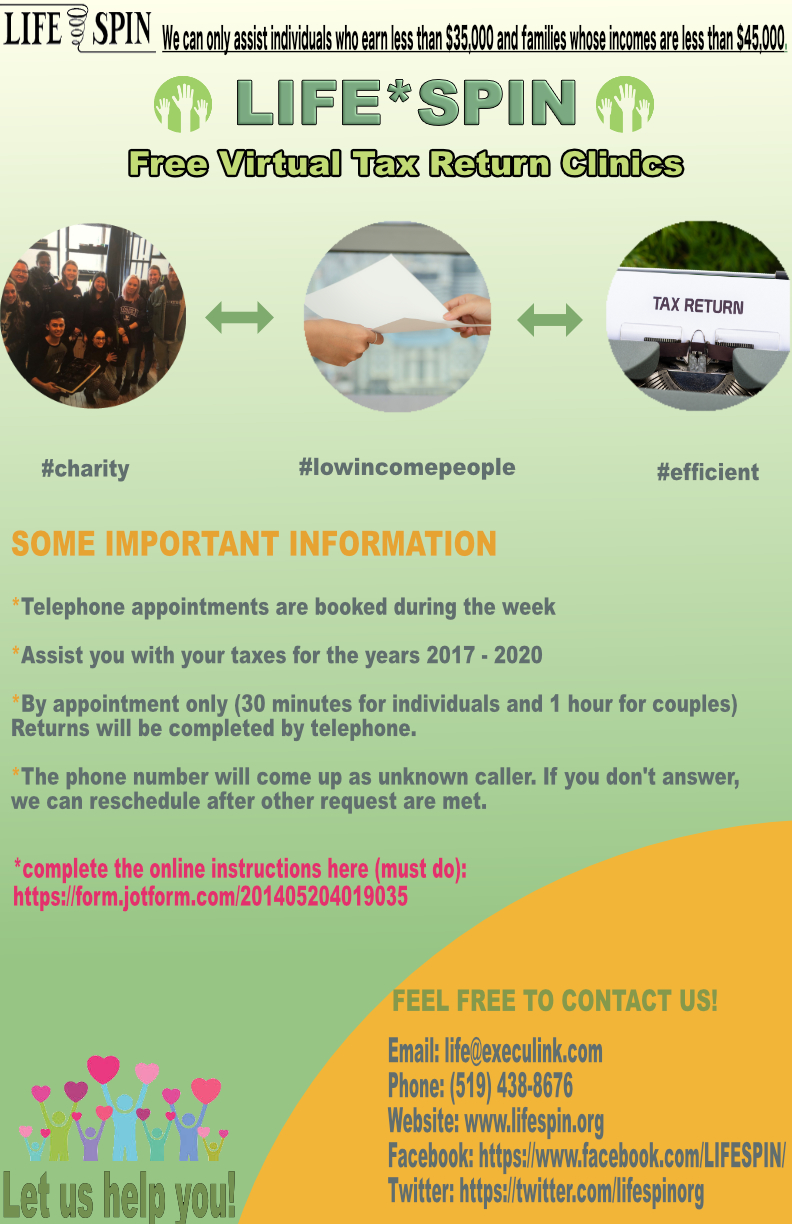 LIFE SPIN
We can only assist individuals who earn less than $35,000 and families whose incomes are less than $45,000.
LIFE*SPIN
Free Virtual Tax Return Clinics
TAX RETURN
#charity
#lowincomepeople
#efficient
SOME IMPORTANT INFORMATION
*Telephone appointments are booked during the week
*Assist you with your taxes for the years 2017 - 2020
*By appointment only (30 minutes for individuals and 1 hour for couples)
Returns will be completed by telephone.
*The phone number will come up as unknown caller. If you don't answer,
we can reschedule after other request are met.
*complete the online instructions here (must do):
https://form.jotform.com/201405204019035
FEEL FREE TO CONTACT US!
Email: life@execulink.com
Phone: (519) 438-8676
Website: www.lifespin.org
Facebook: https://www.facebook.com/LIFESPIN/
Twitter: https://twitter.com/lifespinorg
Let us help you!